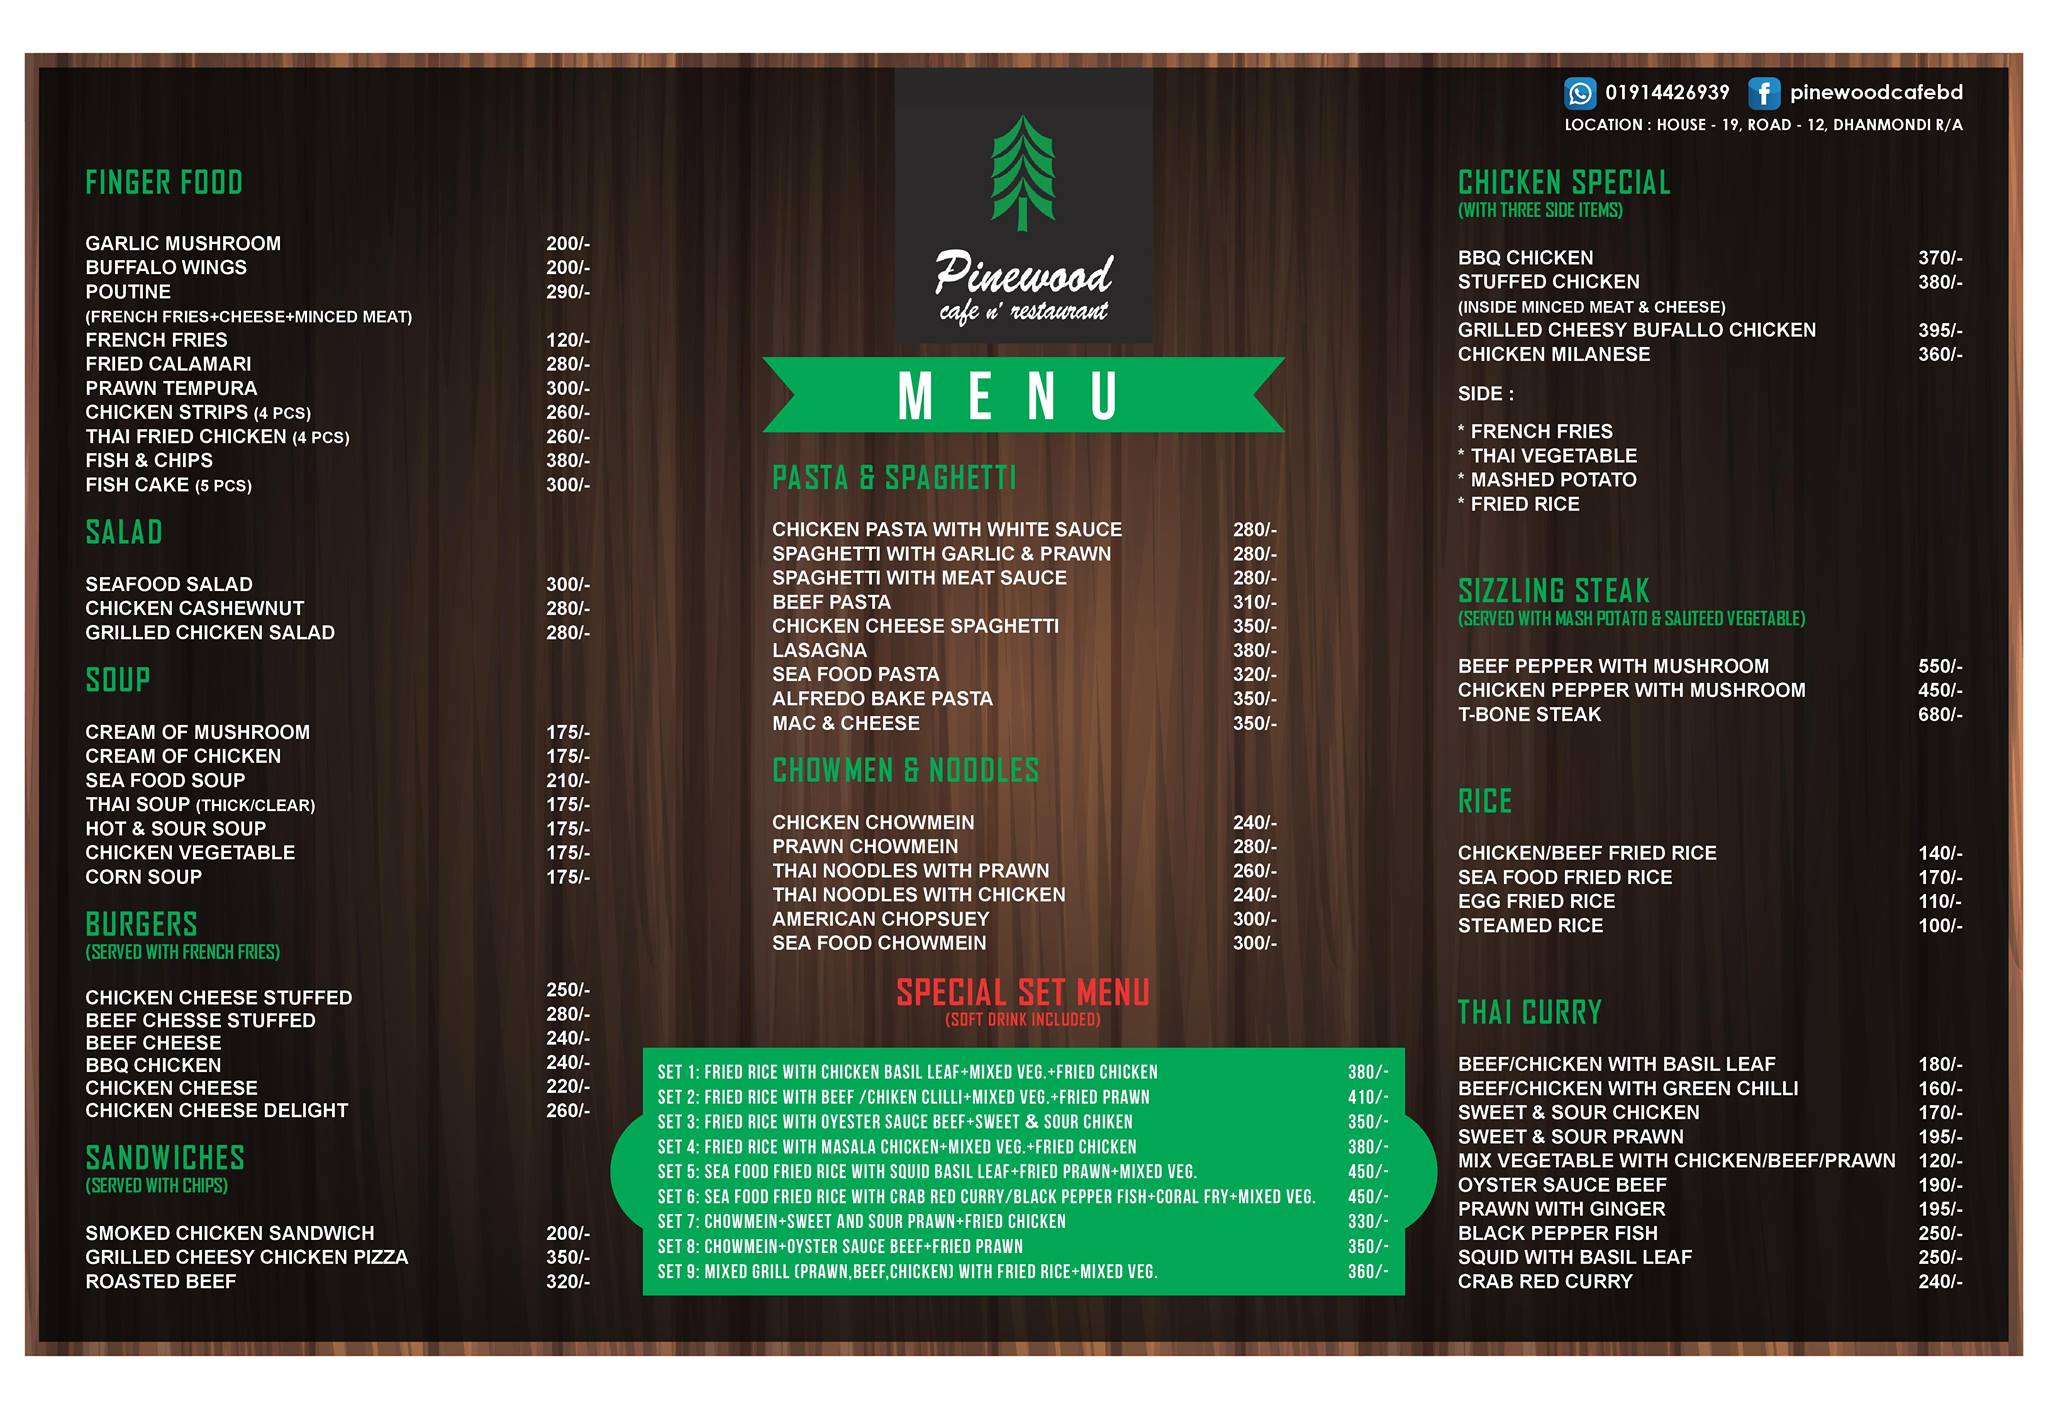 01914426939 pinewoodcafebd
LOCATION : HOUSE - 19, ROAD - 12, DHANMONDI R/A
Pinewood
cafe n' restaurant
MENU
FINGER FOOD
GARLIC MUSHROOM 200/-
BUFFALO WINGS 200/-
POUTINE 290/-
(FRENCH FRIES+CHEESE+MINCED MEAT)
FRENCH FRIES 120/-
FRIED CALAMARI 280/-
PRAWN TEMPURA 300/-
CHICKEN STRIPS (4 PCS) 260/-
THAI FRIED CHICKEN (4 PCS) 260/-
FISH & CHIPS 380/-
FISH CAKE (5 PCS) 300/-
SALAD
SEAFOOD SALAD 300/-
CHICKEN CASHEWNUT 280/-
GRILLED CHICKEN SALAD 280/-
SOUP
CREAM OF MUSHROOM 175/-
CREAM OF CHICKEN 175/-
SEA FOOD SOUP 210/-
THAI SOUP (THICK/CLEAR) 175/-
HOT & SOUR SOUP 175/-
CHICKEN VEGETABLE 175/-
CORN SOUP 175/-
BURGERS
(SERVED WITH FRENCH FRIES)
CHICKEN CHEESE STUFFED 250/-
BEEF CHESSE STUFFED 280/-
BEEF CHEESE 240/-
BBQ CHICKEN 240/-
CHICKEN CHEESE 220/-
CHICKEN CHEESE DELIGHT 260/-
SANDWICHES
(SERVED WITH CHIPS)
SMOKED CHICKEN SANDWICH 200/-
GRILLED CHEESY CHICKEN PIZZA 350/-
ROASTED BEEF 320/-
PASTA & SPAGHETTI
CHICKEN PASTA WITH WHITE SAUCE 280/-
SPAGHETTI WITH GARLIC & PRAWN 280/-
SPAGHETTI WITH MEAT SAUCE 280/-
BEEF PASTA 310/-
CHICKEN CHEESE SPAGHETTI 350/-
LASAGNA 380/-
SEA FOOD PASTA 320/-
ALFREDO BAKE PASTA 350/-
MAC & CHEESE 350/-
CHOWMEN & NOODLES
CHICKEN CHOWMEIN 240/-
PRAWN CHOWMEIN 280/-
THAI NOODLES WITH PRAWN 260/-
THAI NOODLES WITH CHICKEN 240/-
AMERICAN CHOPSUEY 300/-
SEA FOOD CHOWMEIN 300/-
SPECIAL SET MENU
(SOFT DRINK INCLUDED)
SET 1: FRIED RICE WITH CHICKEN BASIL LEAF+MIXED VEG.+FRIED CHICKEN 380/-
SET 2: FRIED RICE WITH BEEF /CHIKEN CLILLI+MIXED VEG.+FRIED PRAWN 410/-
SET 3: FRIED RICE WITH OYESTER SAUCE BEEF+SWEET & SOUR CHIKEN 350/-
SET 4: FRIED RICE WITH MASALA CHICKEN+MIXED VEG.+FRIED CHICKEN 380/-
SET 5: SEA FOOD FRIED RICE WITH SQUID BASIL LEAF+FRIED PRAWN+MIXED VEG. 450/-
SET 6: SEA FOOD FRIED RICE WITH CRAB RED CURRY/BLACK PEPPER FISH+CORAL FRY+MIXED VEG. 450/-
SET 7: CHOWMEIN+SWEET AND SOUR PRAWN+FRIED CHICKEN 330/-
SET 8: CHOWMEIN+OYSTER SAUCE BEEF+FRIED PRAWN 350/-
SET 9: MIXED GRILL (PRAWN,BEEF,CHICKEN) WITH FRIED RICE+MIXED VEG. 360/-
CHICKEN SPECIAL
(WITH THREE SIDE ITEMS)
BBQ CHICKEN 370/-
STUFFED CHICKEN 380/-
(INSIDE MINCED MEAT & CHEESE)
GRILLED CHEESY BUFALLO CHICKEN 395/-
CHICKEN MILANESE 360/-
SIDE :
* FRENCH FRIES
* THAI VEGETABLE
* MASHED POTATO
* FRIED RICE
SIZZLING STEAK
(SERVED WITH MASH POTATO & SAUTEED VEGETABLE)
BEEF PEPPER WITH MUSHROOM 550/-
CHICKEN PEPPER WITH MUSHROOM 450/-
T-BONE STEAK 680/-
RICE
CHICKEN/BEEF FRIED RICE 140/-
SEA FOOD FRIED RICE 170/-
EGG FRIED RICE 110/-
STEAMED RICE 100/-
THAI CURRY
BEEF/CHICKEN WITH BASIL LEAF 180/-
BEEF/CHICKEN WITH GREEN CHILLI 160/-
SWEET & SOUR CHICKEN 170/-
SWEET & SOUR PRAWN 195/-
MIX VEGETABLE WITH CHICKEN/BEEF/PRAWN 120/-
OYSTER SAUCE BEEF 190/-
PRAWN WITH GINGER 195/-
BLACK PEPPER FISH 250/-
SQUID WITH BASIL LEAF 250/-
CRAB RED CURRY 240/-